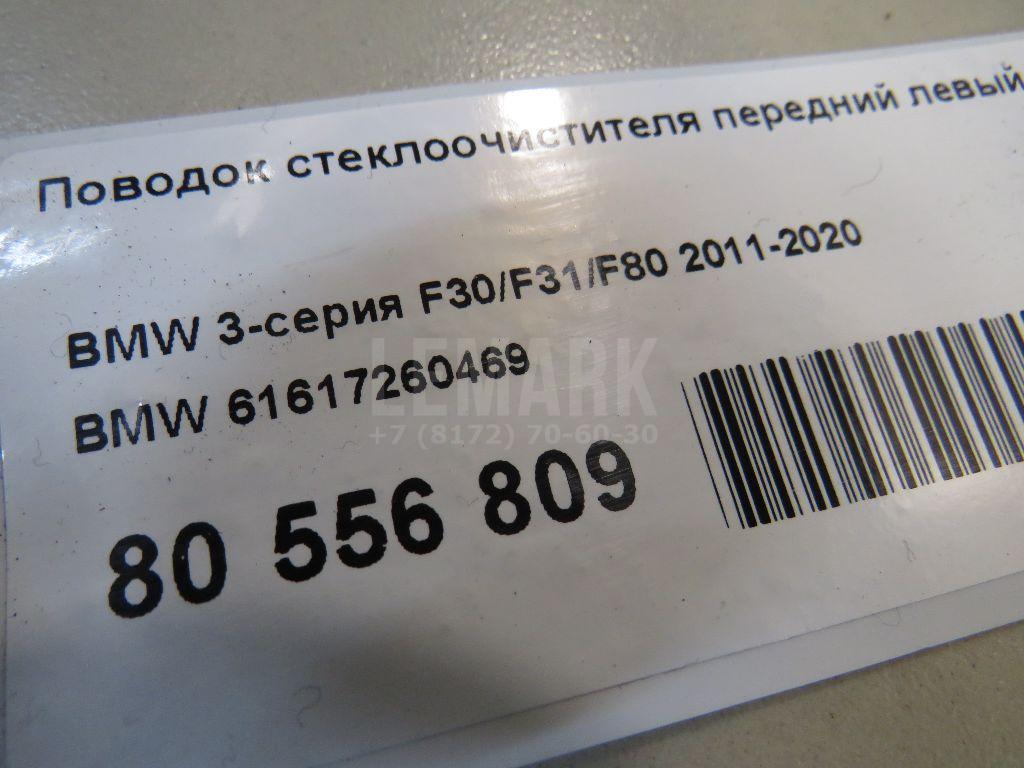 Поводок стеклоочистителя передний левый
BMW 3-серия F30/F31/F80 2011-2020
BMW 61617260469
LEMARK
+7 (8172) 70-60-30
80 556 809